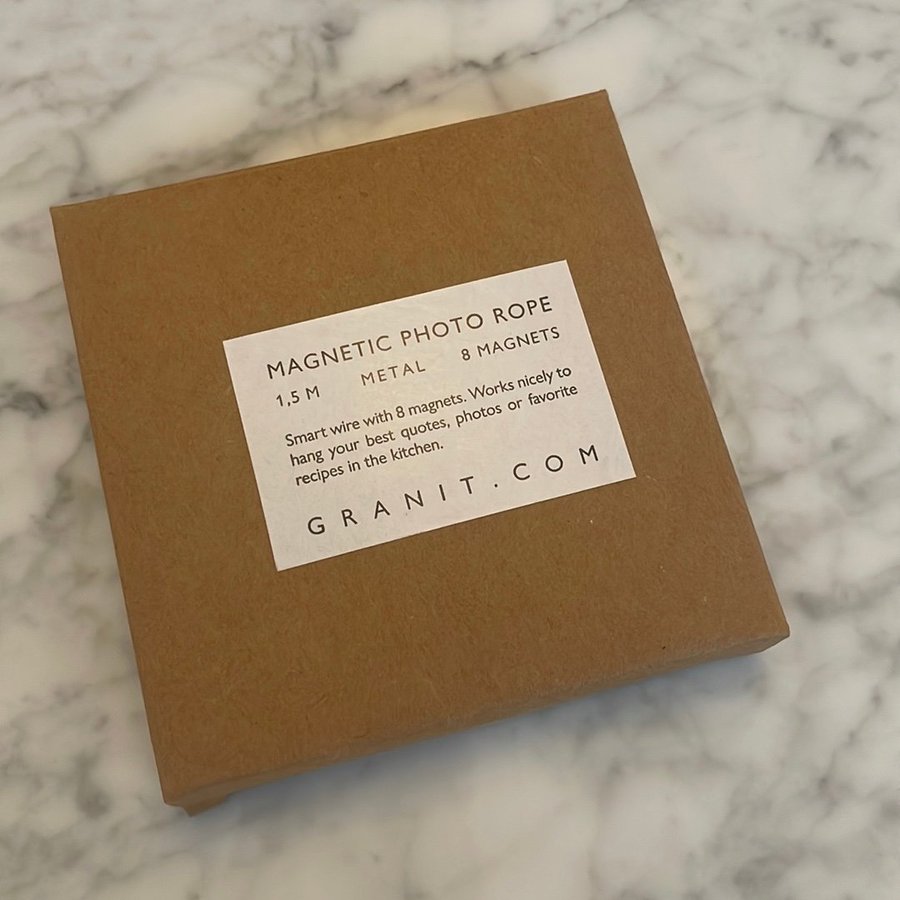 MAGNETIC PHOTO ROPE
1,5 M METAL 8 MAGNETS
Smart wire with 8 magnets. Works nicely to
hang your best quotes, photos or favorite
recipes in the kitchen.
GRANIT.COM